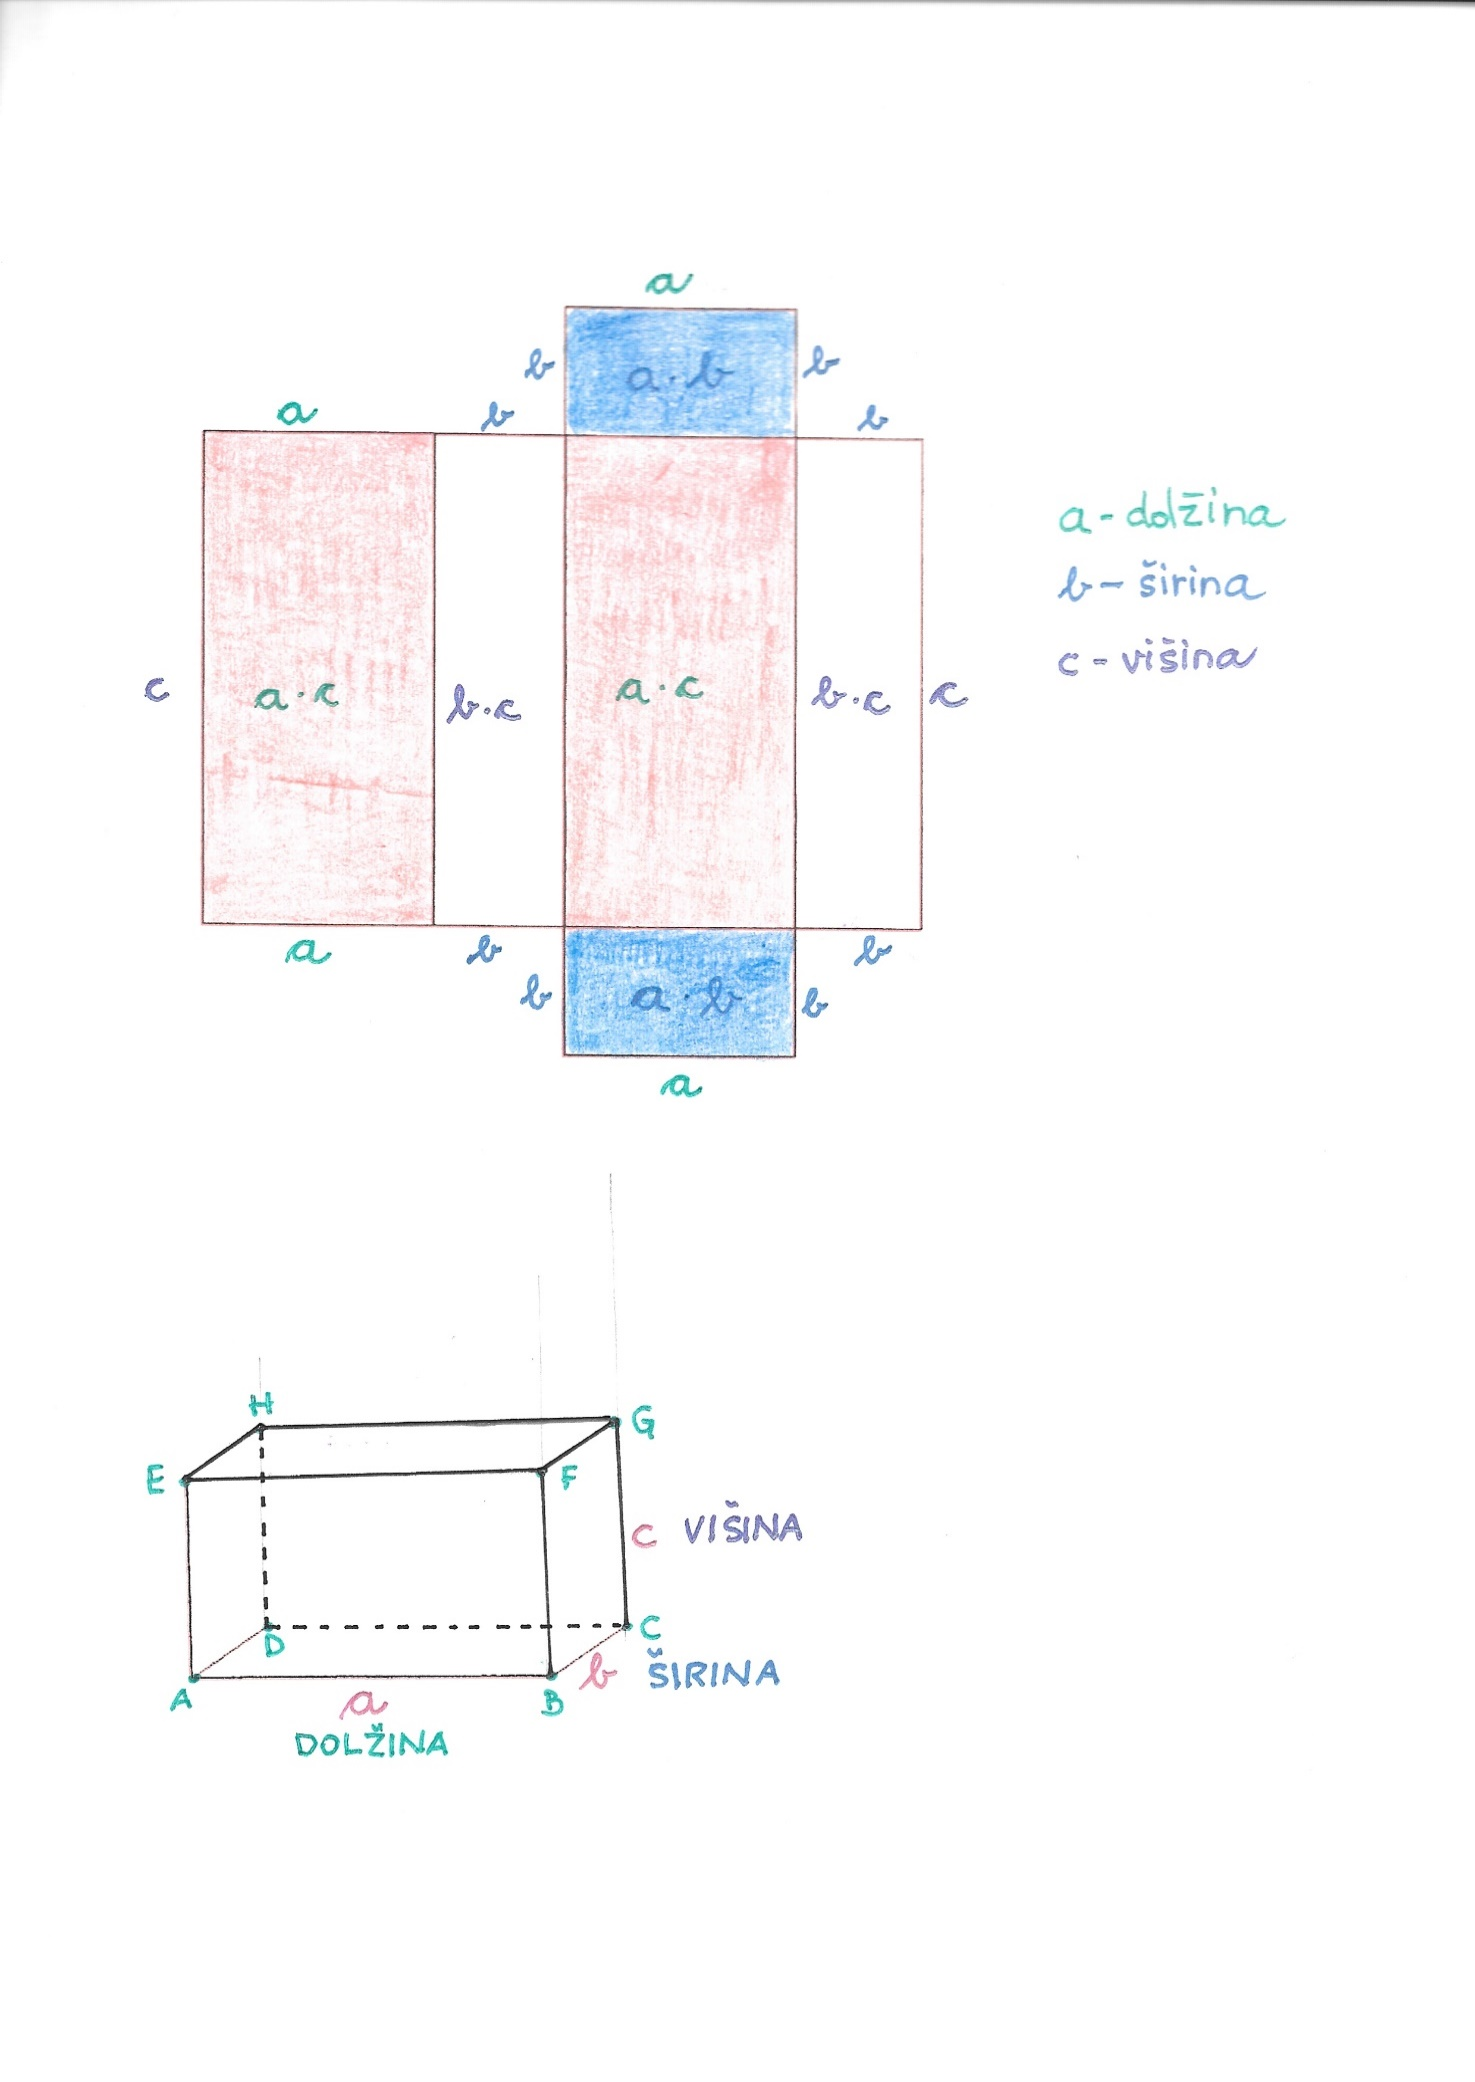 a
b a·b b
a b b
a - dolžina
b - širina
c - višina
c a·c b·c a·c b·c c
a b b
b a·b b
a
H
G
E F
c VIŠINA
D C
b ŠIRINA
A a B
DOLŽINA